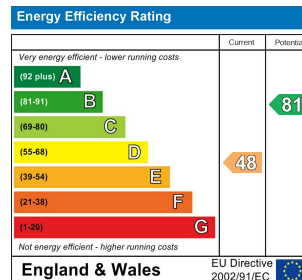 Energy Efficiency Rating
Current Potentia
Very energy efficient - lower running costs
(92 plus) A
(81-91) B 81
(69-80) C
(55-68) D
48
(39-54) E
(21-38) F
(1-20) G
Not energy efficient - higher running costs
England & Wales
EU Directive
2002/91/EC